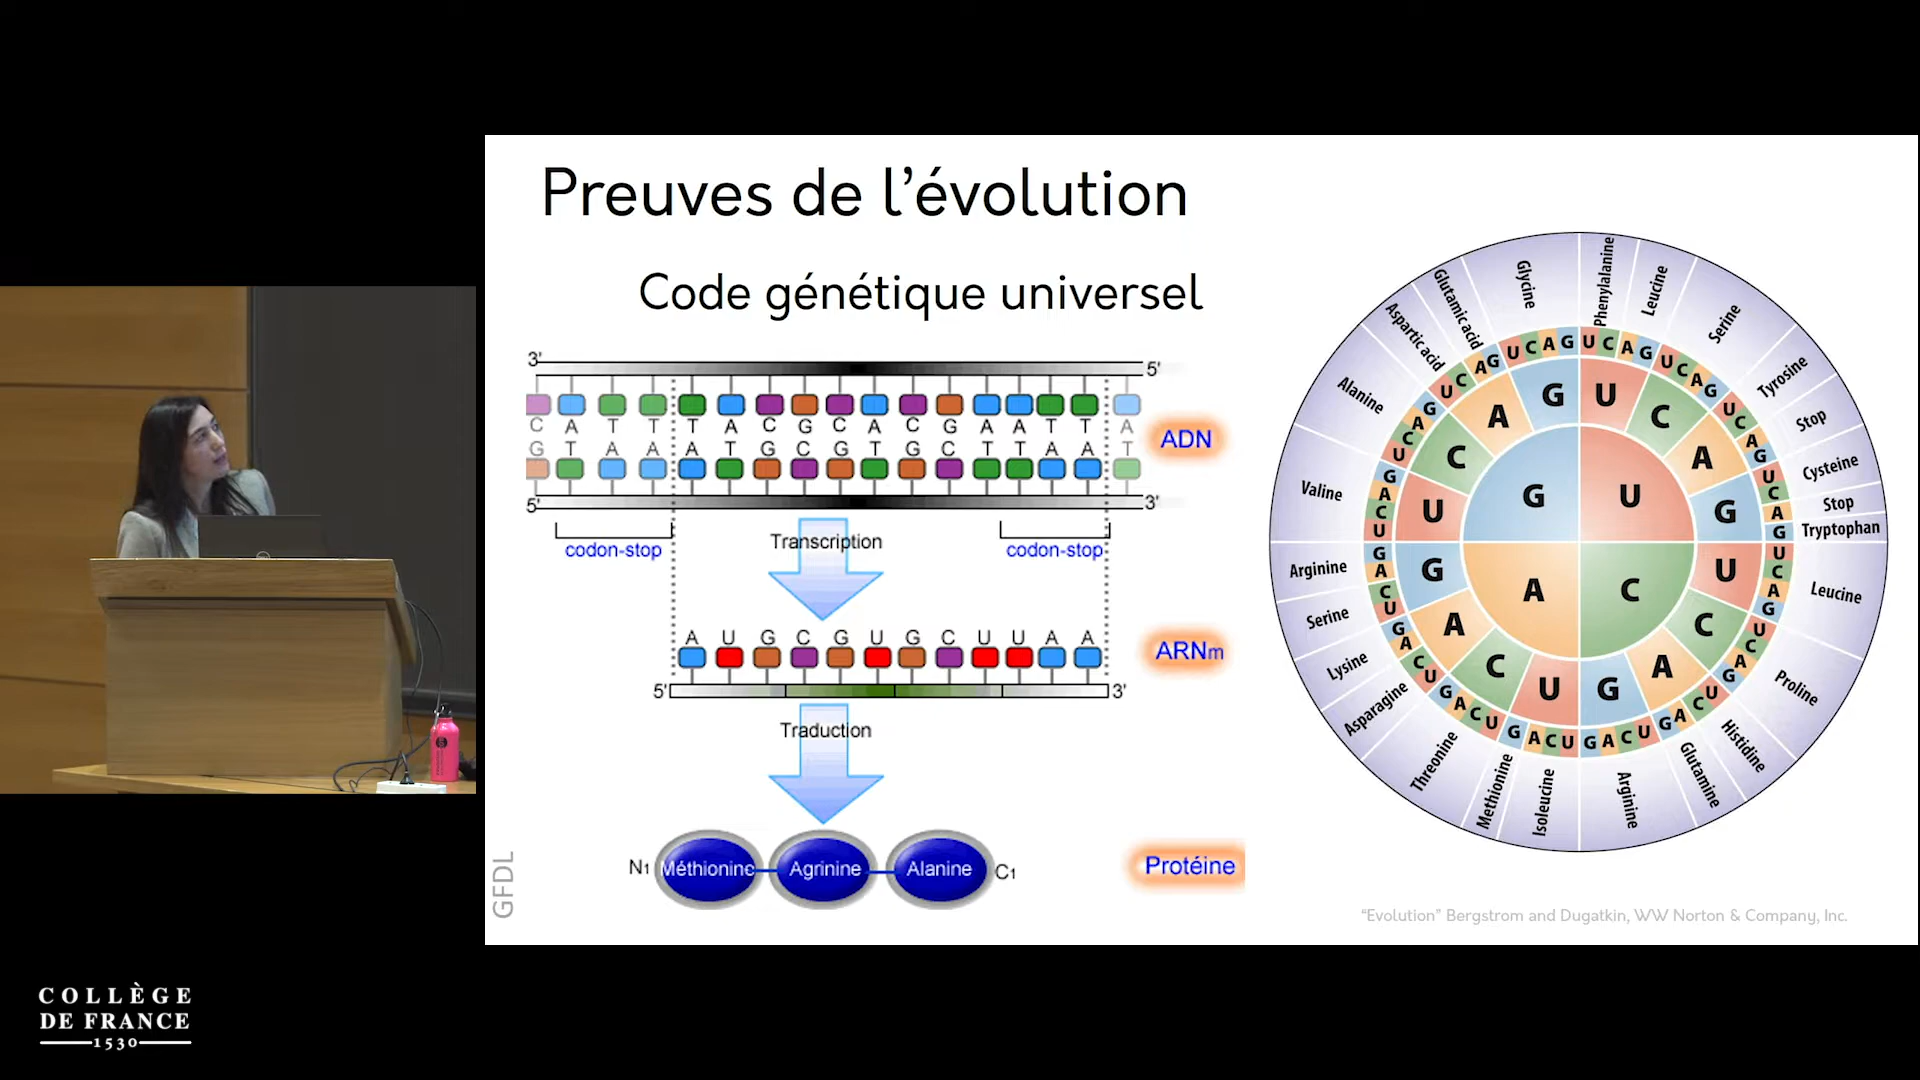 Preuves de l’évolution
Code génétique universel
3' 5'
C A T T T A C G C A C G A A T T A
G T A A A T G C G T G C T T A A T
ADN
5' 3'
codon-stop Transcription codon-stop
A U G C G U G C U U A A
ARNm
5' 3'
Traduction
N1 Méthionine Agrinine Alanine C1
Protéine
GFDL
Phenylalanine
Leucine
Serine
Tyrosine
Stop
Cysteine
Stop
Tryptophan
Leucine
Proline
Histidine
Glutamine
Arginine
Isoleucine
Methionine
Threonine
Asparagine
Lysine
Serine
Arginine
Valine
Alanine
Aspartic acid
Glutamic acid
Glycine
U C A G U C A G U C A G U C A G U C A G U C A G U C A G U C A G
U C A G U C A G U C A G U C A G U C A G U C A G U C A G U C A G
U C A G U C A G U C A G U C A G
G U
A C
“Evolution” Bergstrom and Dugatkin, WW Norton & Company, Inc.
COLLÈGE
DE FRANCE
1530